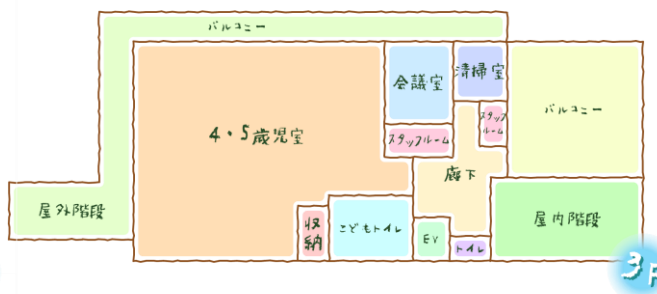 バルコニー
会議室
清掃室
バルコニー
4・5歳児室
スタッフルーム
スタッフ
ルーム
廊下
屋外階段
収
納
こどもトイレ
EV
トイレ
屋内階段
3F